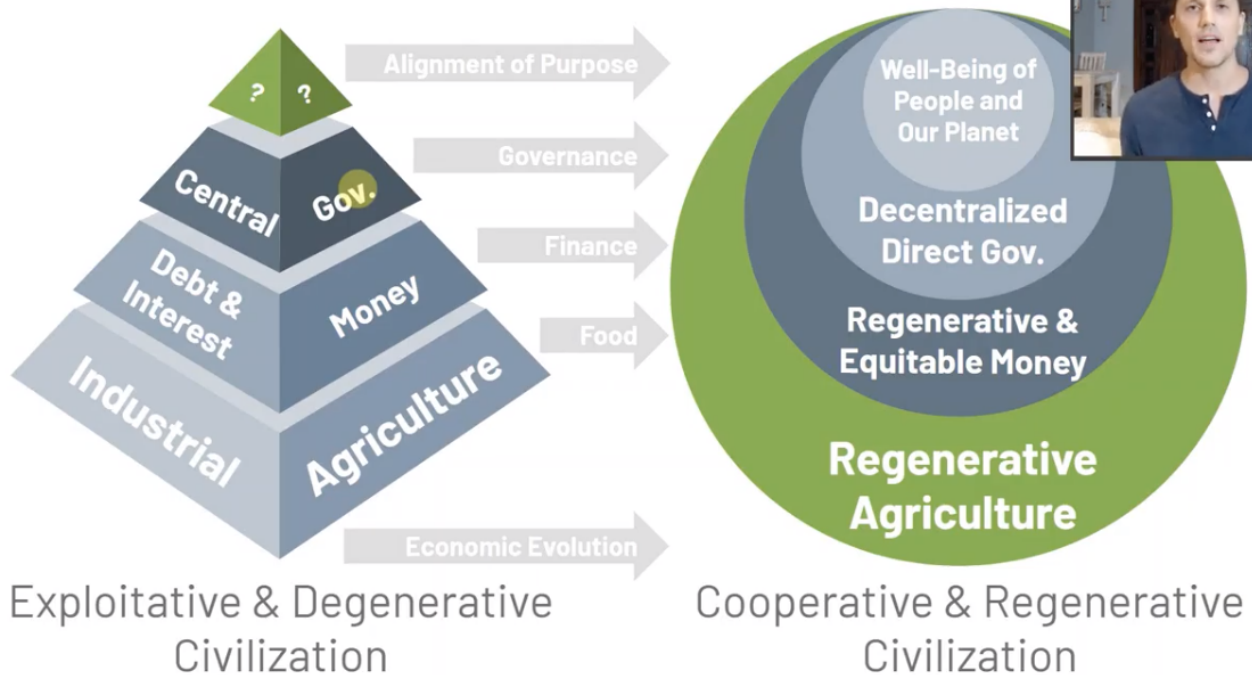 ? ?
Central Gov.
Debt &
Interest
Money
Industrial Agriculture
Exploitative & Degenerative
Civilization
Alignment of Purpose
Governance
Finance
Food
Economic Evolution
Well-Being of
People and
Our Planet
Decentralized
Direct Gov.
Regenerative &
Equitable Money
Regenerative
Agriculture
Cooperative & Regenerative
Civilization